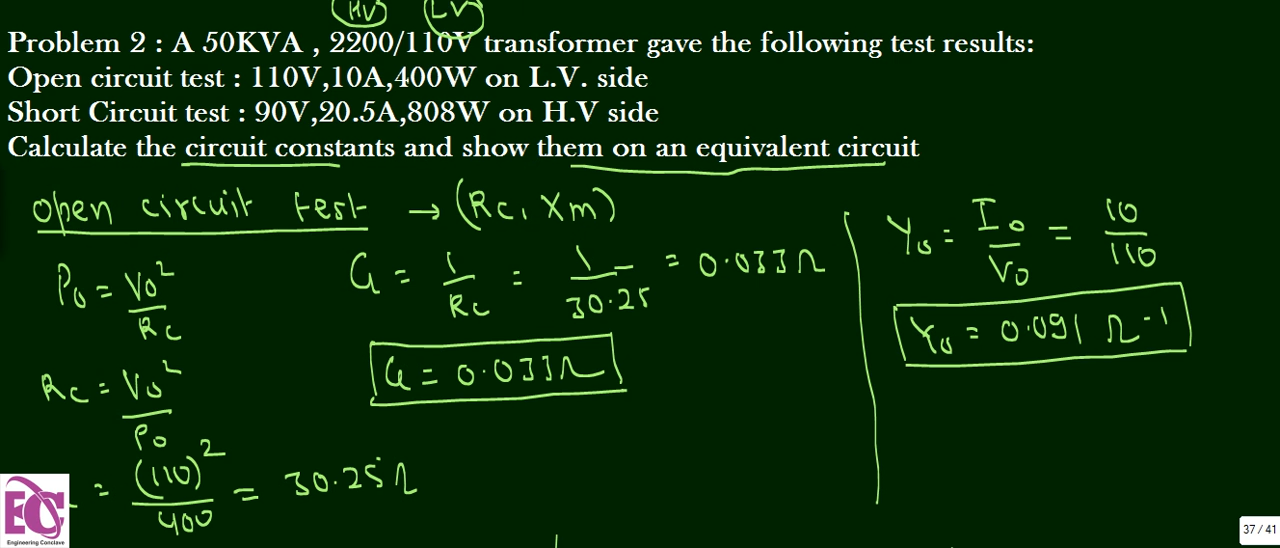 (HV) (LV)
Problem 2 : A 50KVA , 2200/110V transformer gave the following test results:
Open circuit test : 110V,10A,400W on L.V. side
Short Circuit test : 90V,20.5A,808W on H.V side
Calculate the circuit constants and show them on an equivalent circuit
open circuit test → (Rc, Xm)
P₀ = V₀²/Rc
Rc = V₀²/P₀
= (110)²/400 = 30.25Ω
G = 1/Rc = 1/30.25 = 0.033Ω
G = 0.033Ω
Y₀ = I₀/V₀ = 10/110
Y₀ = 0.091 Ω⁻¹
EC
Engineering Conclave
37 / 41